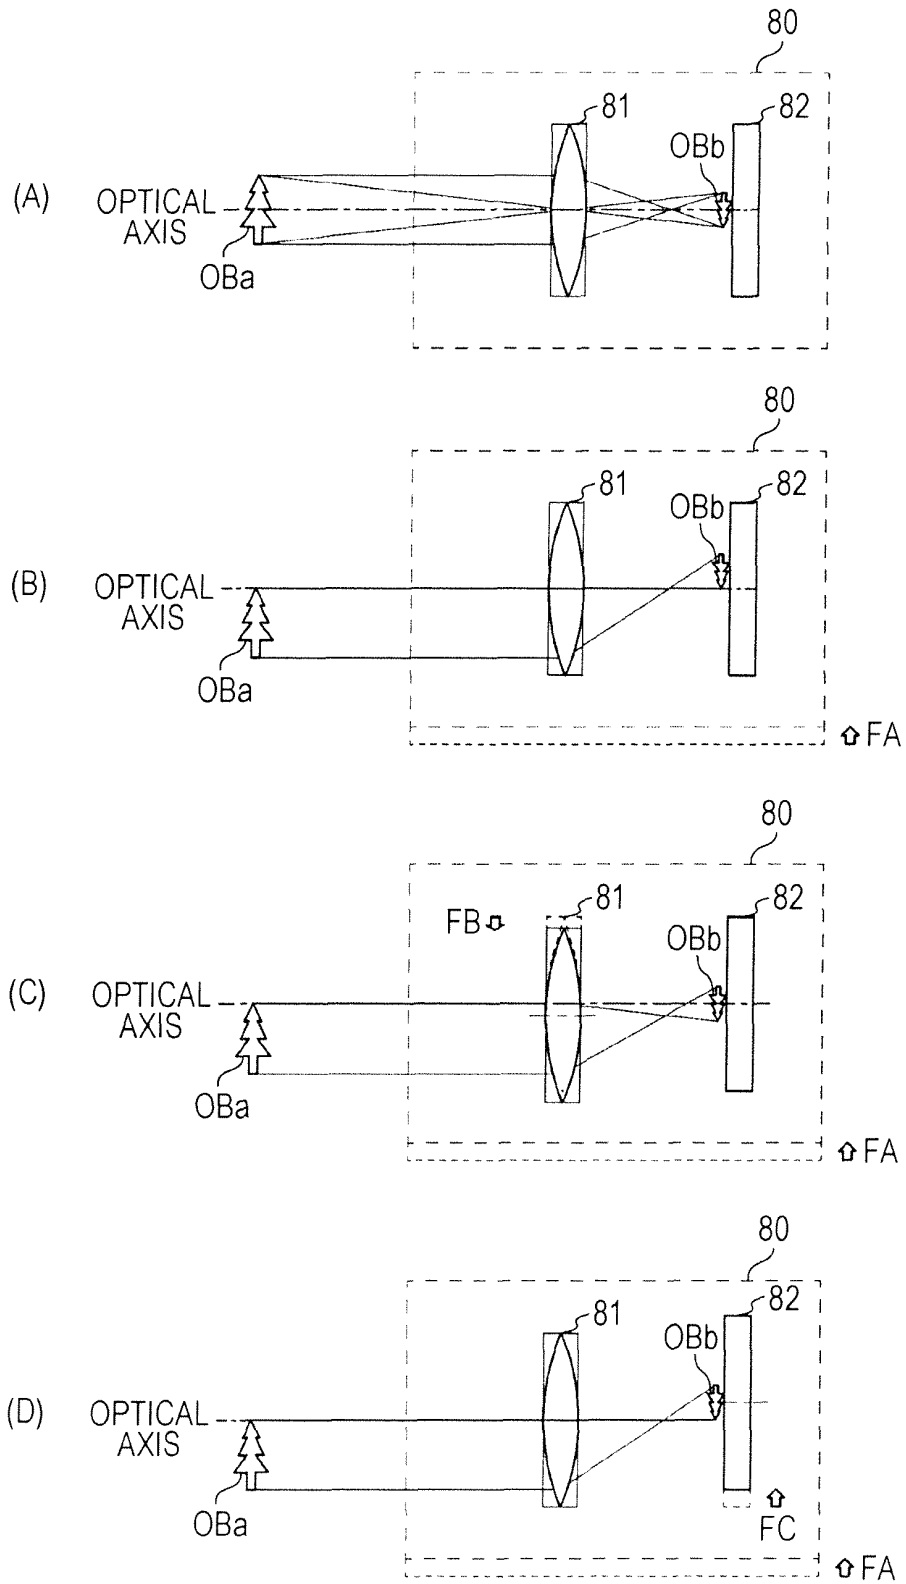 80
81
82
OBb
(A)
OPTICAL
AXIS
OBa
80
81
82
OBb
(B)
OPTICAL
AXIS
OBa
FA
80
81
82
FB
OBb
(C)
OPTICAL
AXIS
OBa
FA
80
81
82
OBb
(D)
OPTICAL
AXIS
OBa
FC
FA